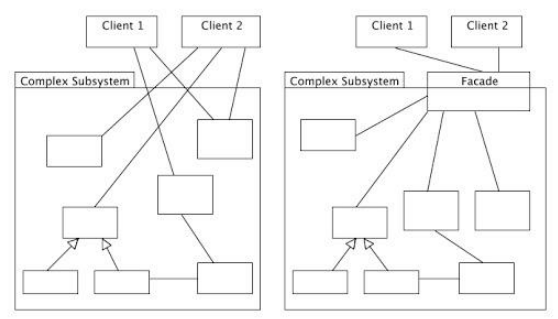 Client 1
Client 2
Complex Subsystem
Client 1
Client 2
Complex Subsystem
Facade